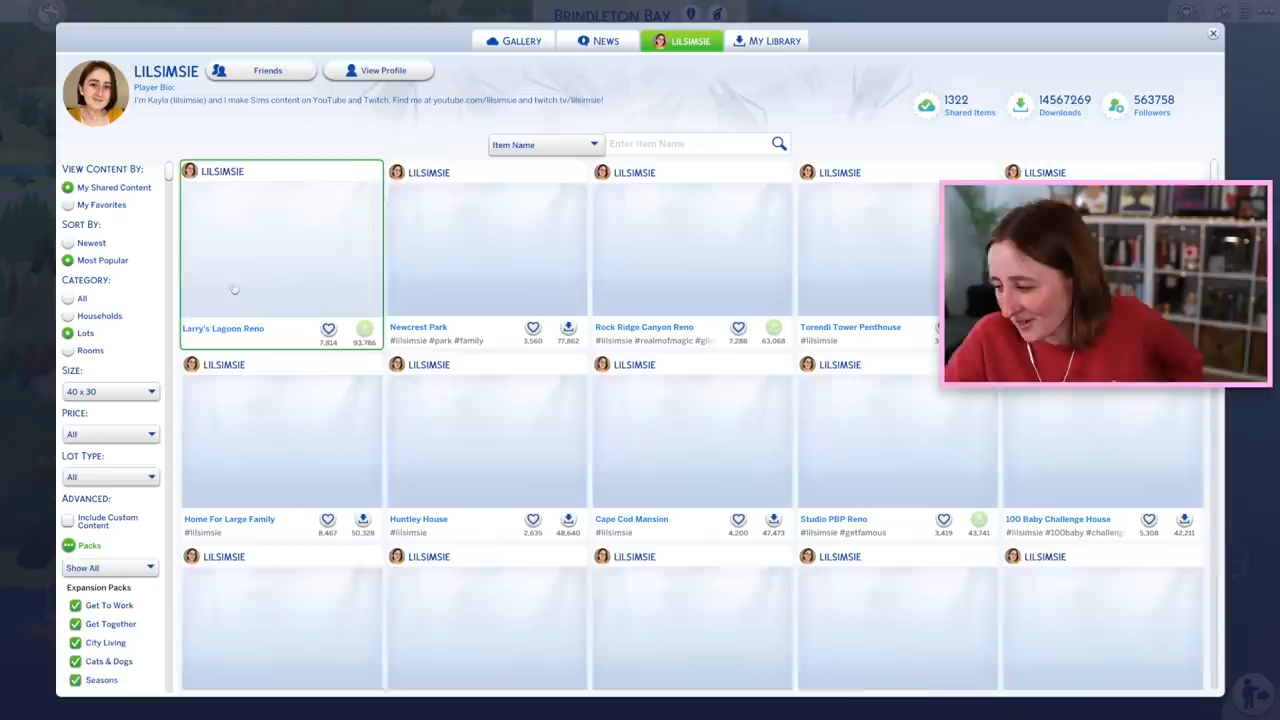 BRINDLETON BAY
GALLERY
NEWS
LILSIMSIE
MY LIBRARY
LILSIMSIE
Friends
View Profile
Player Bio:
I'm Kayla (lilsimsie) and I make Sims content on YouTube and Twitch. Find me at youtube.com/lilsimsie and twitch.tv/lilsimsie!
1322
Shared Items
14567269
Downloads
563758
Followers
Item Name
Enter Item Name
VIEW CONTENT BY:
My Shared Content
My Favorites
SORT BY:
Newest
Most Popular
CATEGORY:
All
Households
Lots
Rooms
SIZE:
40 x 30
PRICE:
All
LOT TYPE:
All
ADVANCED:
Include Custom
Content
Packs
Show All
Expansion Packs
Get To Work
Get Together
City Living
Cats & Dogs
Seasons
LILSIMSIE
Larry's Lagoon Reno
7,814
93,786
LILSIMSIE
Newcrest Park
#lilsimsie #park #family
3,560
77,862
LILSIMSIE
Rock Ridge Canyon Reno
#lilsimsie #realmofmagic #gli
7,288
63,068
LILSIMSIE
Torendi Tower Penthouse
#lilsimsie
LILSIMSIE
LILSIMSIE
Home For Large Family
#lilsimsie
8,467
50,328
LILSIMSIE
Huntley House
#lilsimsie
2,635
48,640
LILSIMSIE
Cape Cod Mansion
#lilsimsie
4,200
47,473
LILSIMSIE
Studio PBP Reno
#lilsimsie #getfamous
3,419
43,741
100 Baby Challenge House
#lilsimsie #100baby #challeng
5,308
42,211
LILSIMSIE
LILSIMSIE
LILSIMSIE
LILSIMSIE
LILSIMSIE